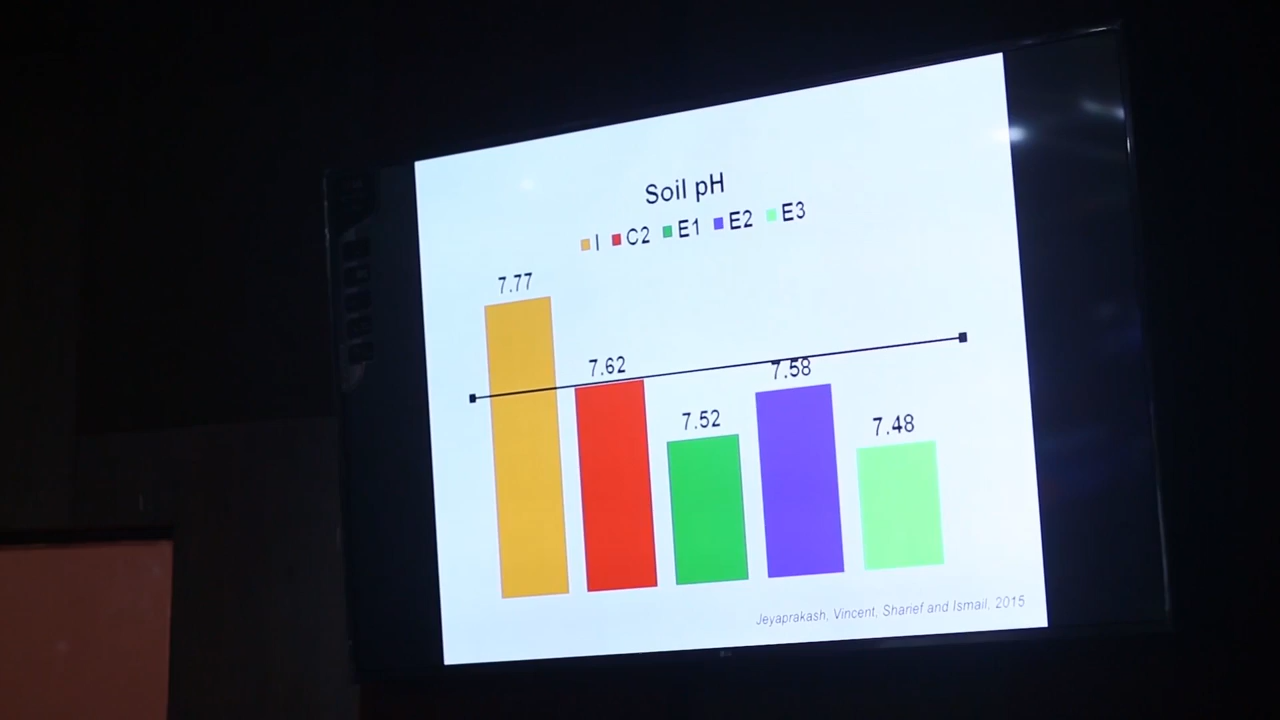 Soil pH
I C2 E1 E2 E3
7.77
7.62
7.52
7.58
7.48
Jeyaprakash, Vincent, Sharief and Ismail, 2015